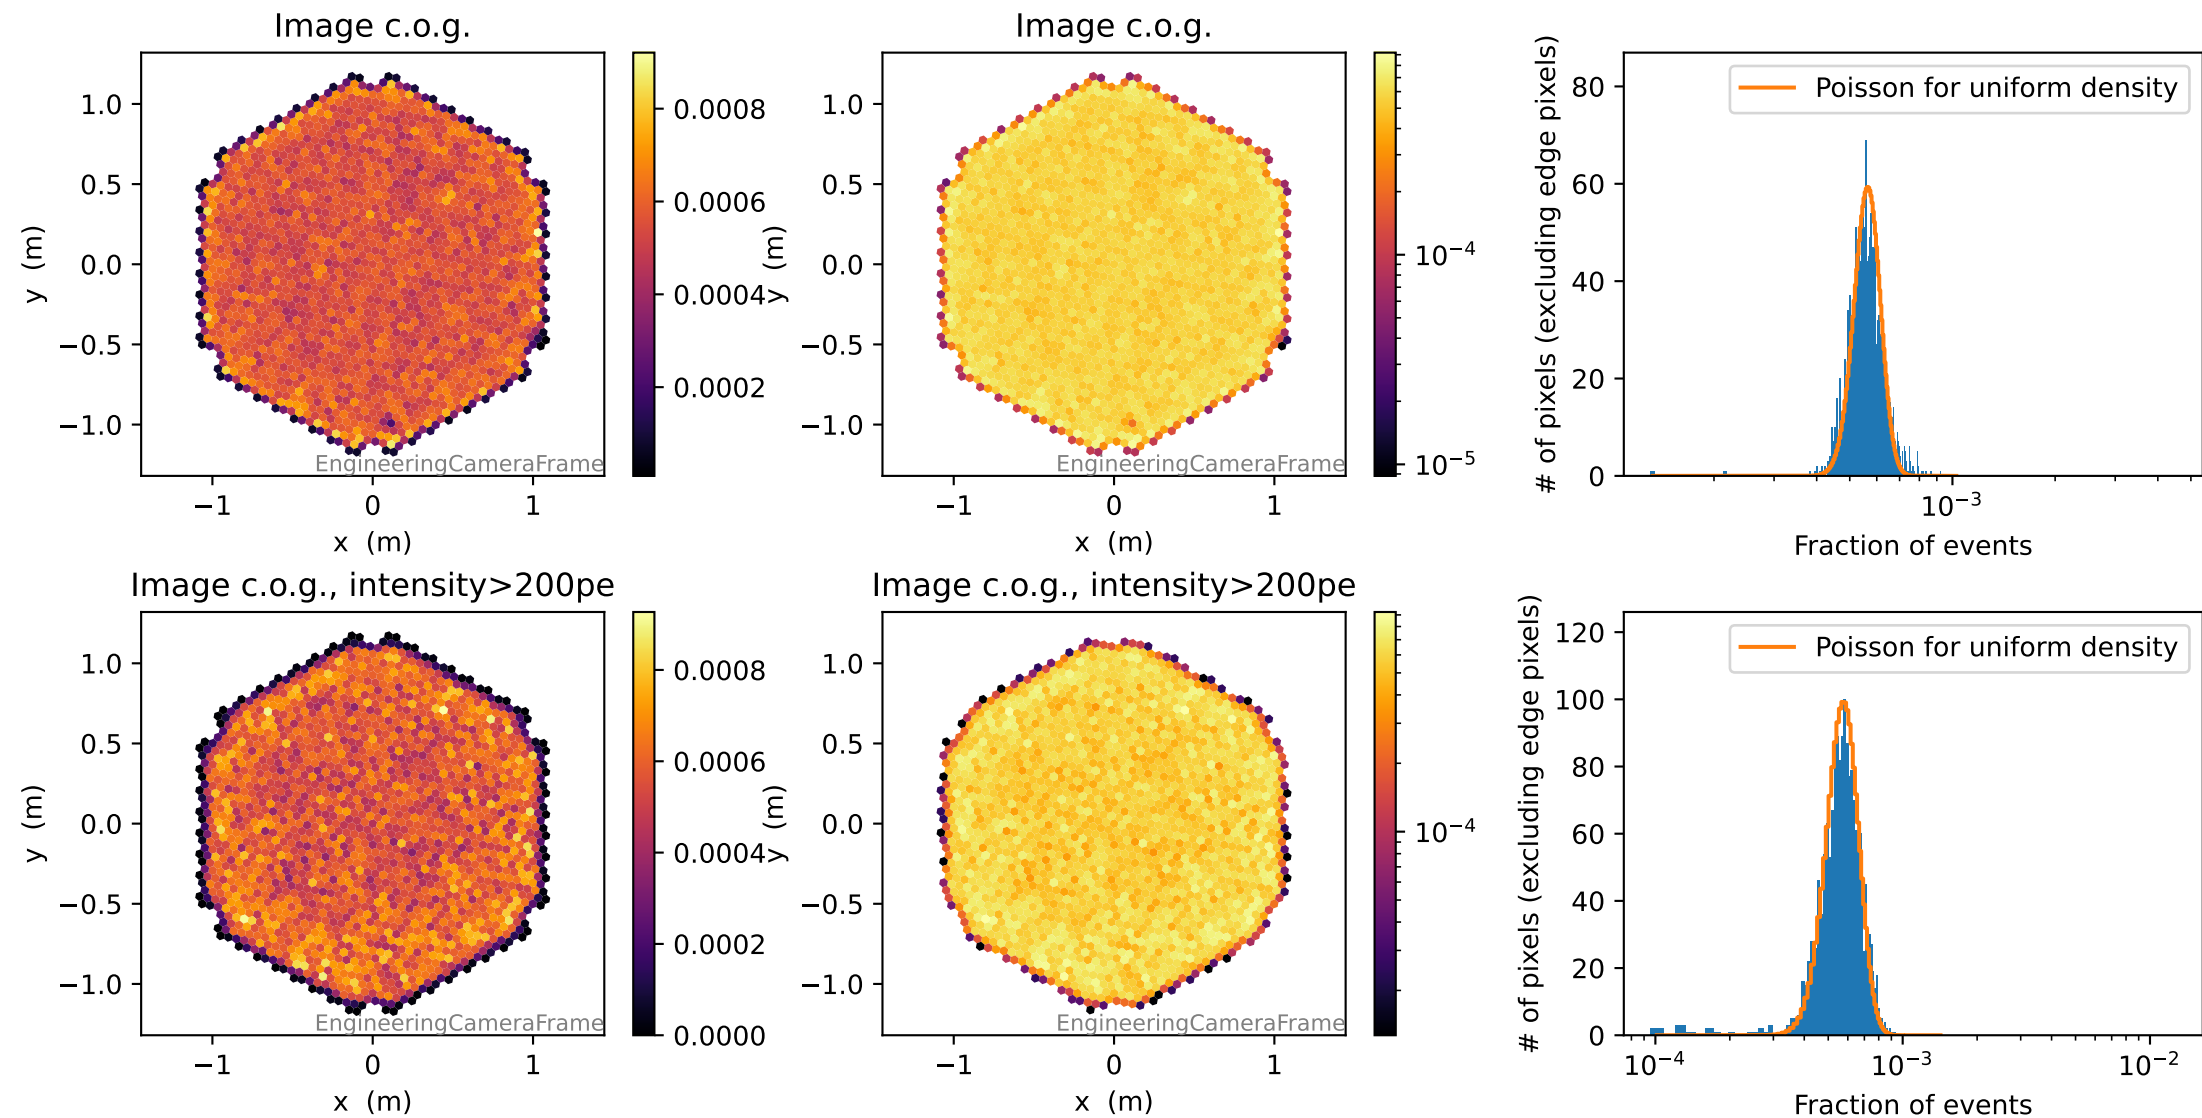 Image c.o.g.
1.0
0.5
0.0
−0.5
−1.0
y (m)
EngineeringCameraFrame
−1
0
1
x (m)
0.0008
0.0006
0.0004
0.0002
Image c.o.g.
1.0
0.5
0.0
−0.5
−1.0
y (m)
EngineeringCameraFrame
−1
0
1
x (m)
10⁻⁴
10⁻⁵
# of pixels (excluding edge pixels)
80
60
40
20
0
Poisson for uniform density
10⁻³
Fraction of events
Image c.o.g., intensity>200pe
1.0
0.5
0.0
−0.5
−1.0
y (m)
EngineeringCameraFrame
−1
0
1
x (m)
0.0008
0.0006
0.0004
0.0002
0.0000
Image c.o.g., intensity>200pe
1.0
0.5
0.0
−0.5
−1.0
y (m)
EngineeringCameraFrame
−1
0
1
x (m)
10⁻⁴
# of pixels (excluding edge pixels)
120
100
80
60
40
20
0
Poisson for uniform density
10⁻⁴
10⁻³
10⁻²
Fraction of events